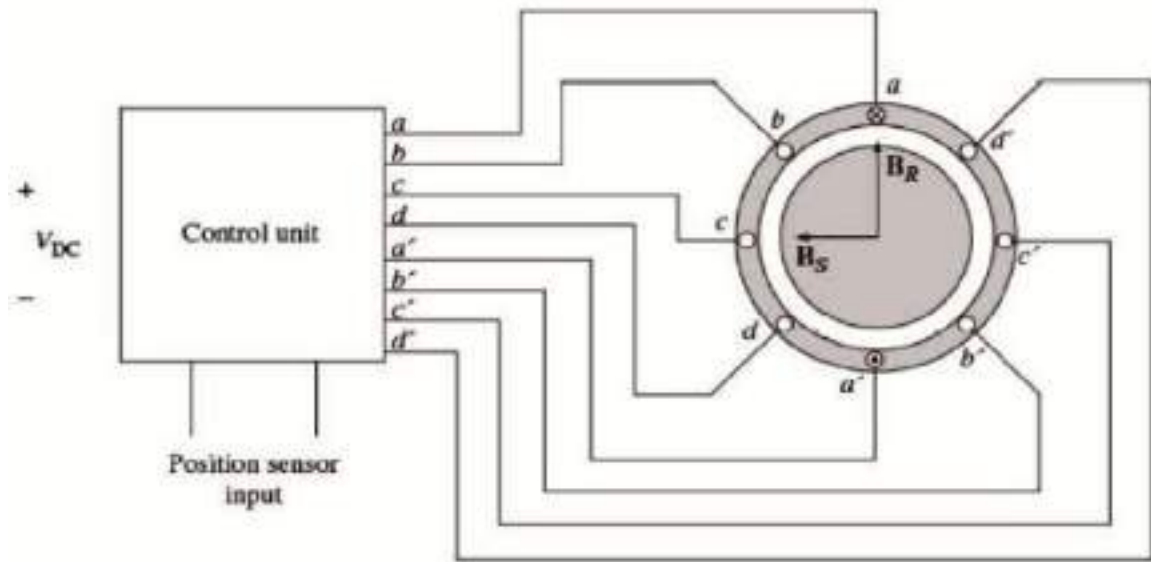 a
b
c
d
a′
b′
c′
d′
+
V_DC
−
Control unit
Position sensor
input
a
b
d′
B_R
c
B_S
c′
d
b′
a′